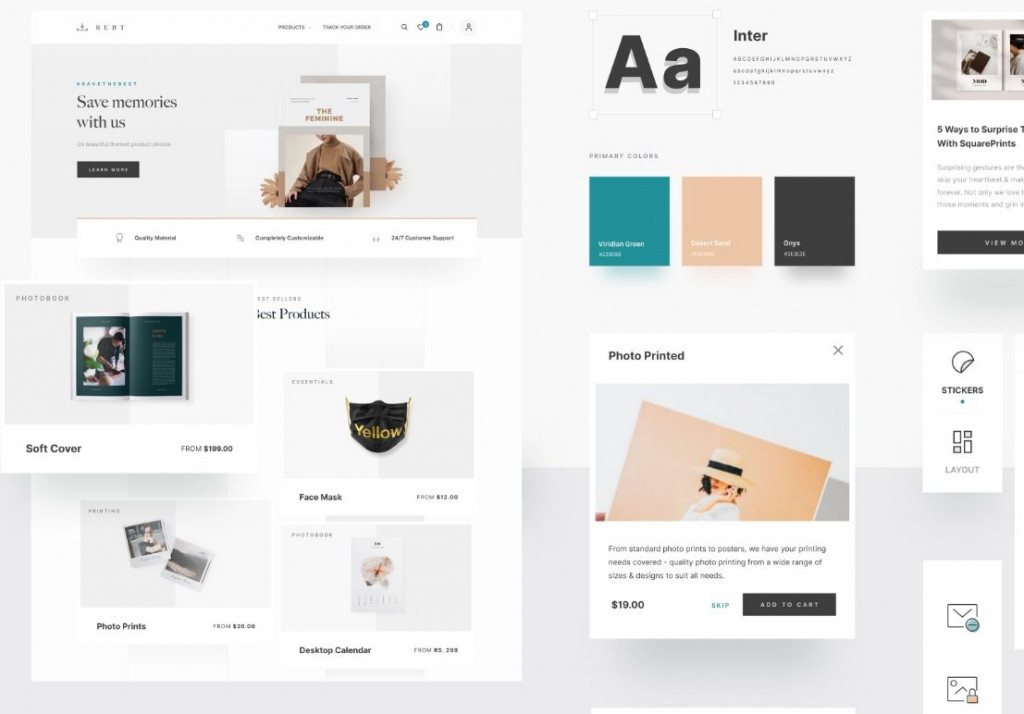 REBT
PRODUCTS
TRACK YOUR ORDER
#SAVETHEBEST
Save memories
with us
On beautiful themed product photos
LEARN MORE
THE
FEMININE
Quality Material
Completely Customizable
24/7 Customer Support
PHOTOBOOK
Soft Cover
FROM $199.00
EST SELLERS
Best Products
ESSENTIALS
Yellow
Face Mask
FROM $12.00
PRINTING
Photo Prints
FROM $20.00
PHOTOBOOK
Desktop Calendar
FROM RS. 299
Aa
Inter
ABCDEFGHIJKLMNOPQRSTUVWXYZ
abcdefghijklmnopqrstuvwxyz
1234567890
PRIMARY COLORS
Viridian Green
Desert Sand
Onyx
Photo Printed
From standard photo prints to posters, we have your printing
needs covered - quality photo printing from a wide range of
sizes & designs to suit all needs.
$19.00
SKIP
ADD TO CART
5 Ways to Surprise T
With SquarePrints
Surprising gestures are th
skip your heartbeat & mak
forever. Not only we love t
those moments and grin i
VIEW MO
STICKERS
LAYOUT